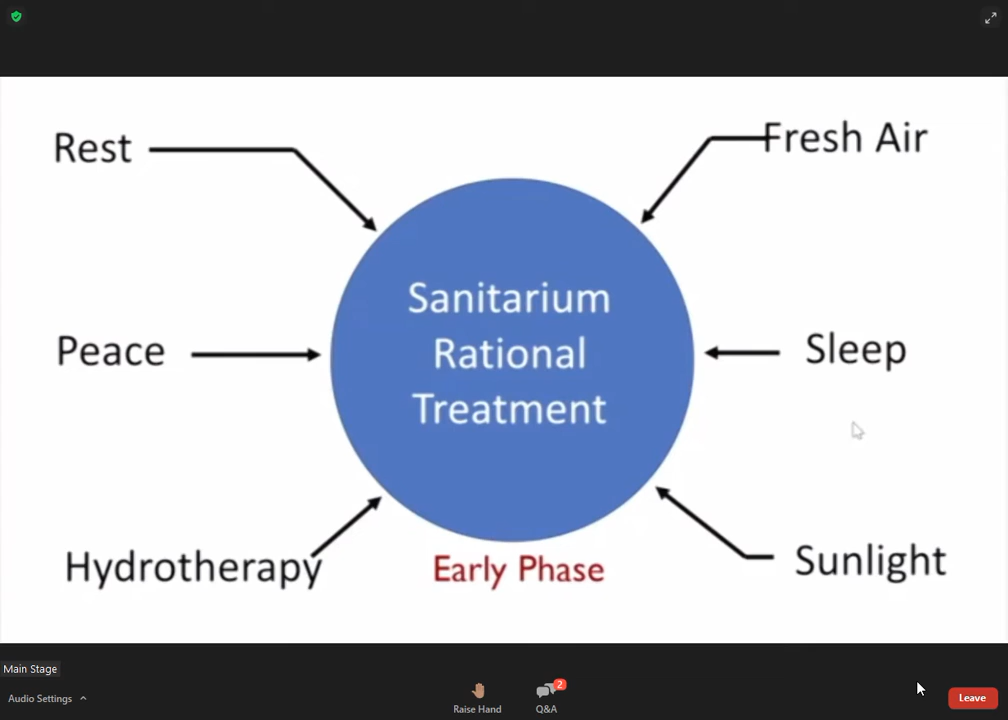 Rest
Fresh Air
Sanitarium
Rational
Treatment
Peace
Sleep
Hydrotherapy
Early Phase
Sunlight
Main Stage
Audio Settings
Raise Hand
2
Q&A
Leave